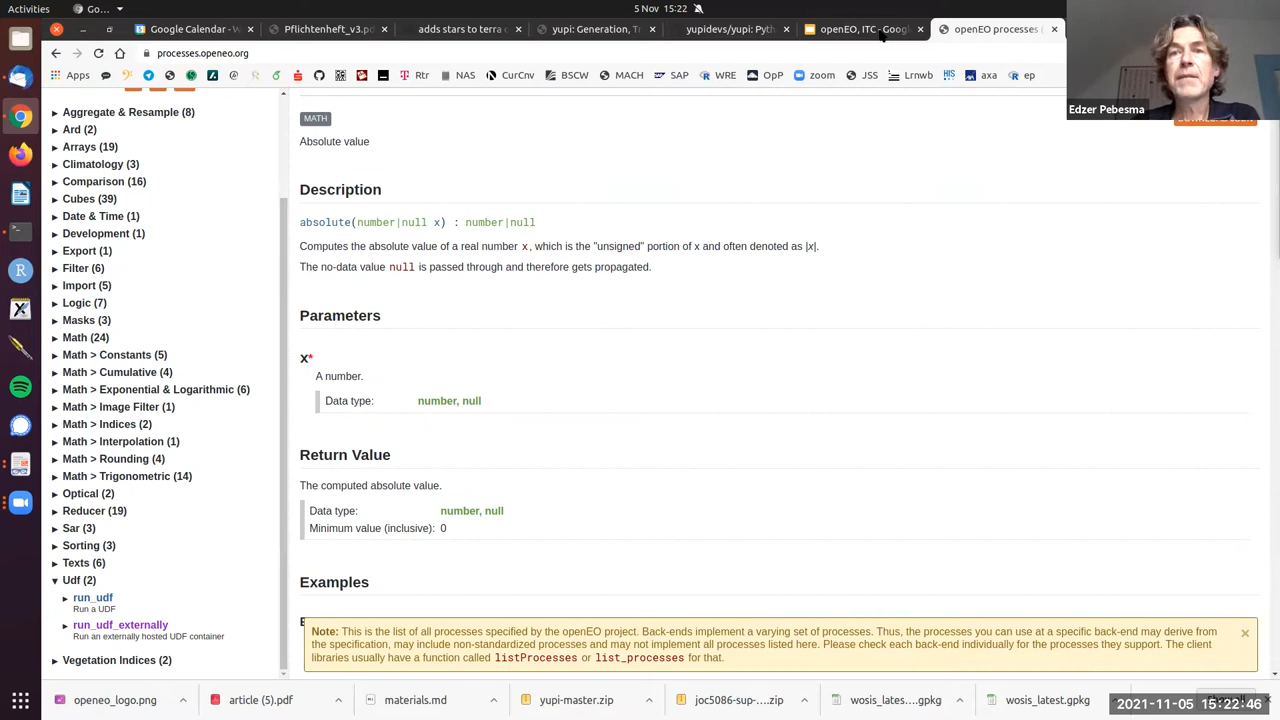 Activities
Go...
5 Nov 15:22
Google Calendar - W
Pflichtenheft_v3.pd
adds stars to terra c
yupi: Generation, Tr
yupidevs/yupi: Pyth
openEO, ITC - Googl
openEO processes (
processes.openeo.org
Apps
Rtr
NAS
CurCnv
BSCW
MACH
SAP
WRE
OpP
zoom
JSS
Lrnwb
axa
ep
Edzer Pebesma
Aggregate & Resample (8)
Ard (2)
Arrays (19)
Climatology (3)
Comparison (16)
Cubes (39)
Date & Time (1)
Development (1)
Export (1)
Filter (6)
Import (5)
Logic (7)
Masks (3)
Math (24)
Math > Constants (5)
Math > Cumulative (4)
Math > Exponential & Logarithmic (6)
Math > Image Filter (1)
Math > Indices (2)
Math > Interpolation (1)
Math > Rounding (4)
Math > Trigonometric (14)
Optical (2)
Reducer (19)
Sar (3)
Sorting (3)
Texts (6)
Udf (2)
run_udf
Run a UDF
run_udf_externally
Run an externally hosted UDF container
Vegetation Indices (2)
MATH
Absolute value
Description
absolute(number|null x) : number|null
Computes the absolute value of a real number x, which is the "unsigned" portion of x and often denoted as |x|.
The no-data value null is passed through and therefore gets propagated.
Parameters
x*
A number.
Data type: number, null
Return Value
The computed absolute value.
Data type: number, null
Minimum value (inclusive): 0
Examples
Note: This is the list of all processes specified by the openEO project. Back-ends implement a varying set of processes. Thus, the processes you can use at a specific back-end may derive from
the specification, may include non-standardized processes and may not implement all processes listed here. Please check each back-end individually for the processes they support. The client
libraries usually have a function called listProcesses or list_processes for that.
openeo_logo.png
article (5).pdf
materials.md
yupi-master.zip
joc5086-sup-....zip
wosis_lates....gpkg
wosis_latest.gpkg
2021-11-05 15:22:46